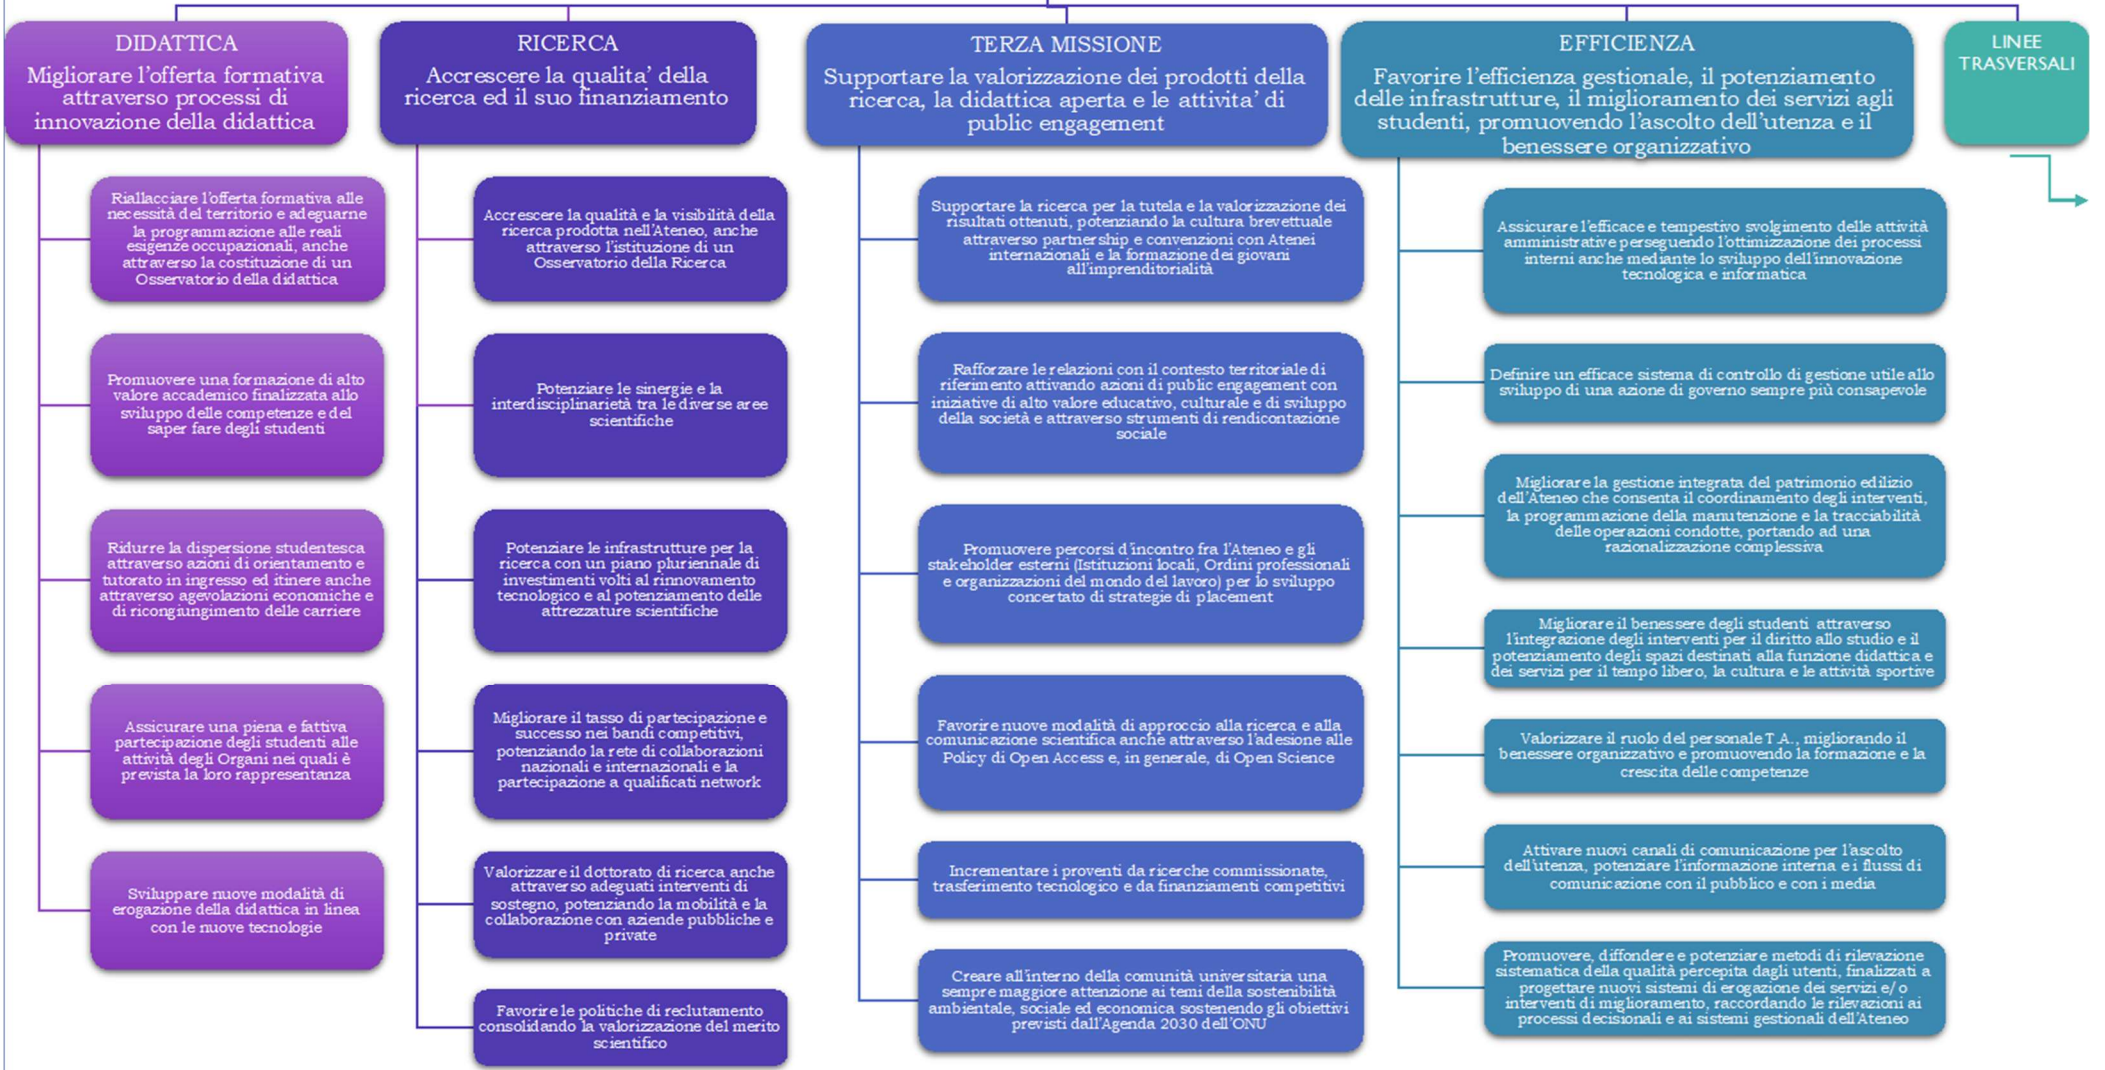 DIDATTICA
Migliorare l'offerta formativa
attraverso processi di
innovazione della didattica
Riallacciare l'offerta formativa alle
necessità del territorio e adeguarne
la programmazione alle reali
esigenze occupazionali, anche
attraverso la costituzione di un
Osservatorio della didattica
Promuovere una formazione di alto
valore accademico finalizzata allo
sviluppo delle competenze e del
saper fare degli studenti
Ridurre la dispersione studentesca
attraverso azioni di orientamento e
tutorato in ingresso ed itinere anche
attraverso agevolazioni economiche e
di ricongiungimento delle carriere
Assicurare una piena e fattiva
partecipazione degli studenti alle
attività degli Organi nei quali è
prevista la loro rappresentanza
Sviluppare nuove modalità di
erogazione della didattica in linea
con le nuove tecnologie
RICERCA
Accrescere la qualita' della
ricerca ed il suo finanziamento
Accrescere la qualità e la visibilità della
ricerca prodotta nell'Ateneo, anche
attraverso l'istituzione di un
Osservatorio della Ricerca
Potenziare le sinergie e la
interdisciplinarietà tra le diverse aree
scientifiche
Potenziare le infrastrutture per la
ricerca con un piano pluriennale di
investimenti volti al rinnovamento
tecnologico e al potenziamento delle
attrezzature scientifiche
Migliorare il tasso di partecipazione e
successo nei bandi competitivi,
potenziando la rete di collaborazioni
nazionali e internazionali e la
partecipazione a qualificati network
Valorizzare il dottorato di ricerca anche
attraverso adeguati interventi di
sostegno, potenziando la mobilità e la
collaborazione con aziende pubbliche e
private
Favorire le politiche di reclutamento
consolidando la valorizzazione del merito
scientifico
TERZA MISSIONE
Supportare la valorizzazione dei prodotti della
ricerca, la didattica aperta e le attivita' di
public engagement
Supportare la ricerca per la tutela e la valorizzazione dei
risultati ottenuti, potenziando la cultura brevettuale
attraverso partnership e convenzioni con Atenei
internazionali e la formazione dei giovani
all'imprenditorialità
Rafforzare le relazioni con il contesto territoriale di
riferimento attivando azioni di public engagement con
iniziative di alto valore educativo, culturale e di sviluppo
della società e attraverso strumenti di rendicontazione
sociale
Promuovere percorsi d'incontro fra l'Ateneo e gli
stakeholder esterni (Istituzioni locali, Ordini professionali
e organizzazioni del mondo del lavoro) per lo sviluppo
concertato di strategie di placement
Favorire nuove modalità di approccio alla ricerca e alla
comunicazione scientifica anche attraverso l'adesione alle
Policy di Open Access e, in generale, di Open Science
Incrementare i proventi da ricerche commissionate,
trasferimento tecnologico e da finanziamenti competitivi
Creare all'interno della comunità universitaria una
sempre maggiore attenzione ai temi della sostenibilità
ambientale, sociale ed economica sostenendo gli obiettivi
previsti dall'Agenda 2030 dell'ONU
EFFICIENZA
Favorire l'efficienza gestionale, il potenziamento
delle infrastrutture, il miglioramento dei servizi agli
studenti, promuovendo l'ascolto dell'utenza e il
benessere organizzativo
Assicurare l'efficace e tempestivo svolgimento delle attività
amministrative perseguendo l'ottimizzazione dei processi
interni anche mediante lo sviluppo dell'innovazione
tecnologica e informatica
Definire un efficace sistema di controllo di gestione utile allo
sviluppo di una azione di governo sempre più consapevole
Migliorare la gestione integrata del patrimonio edilizio
dell'Ateneo che consenta il coordinamento degli interventi,
la programmazione della manutenzione e la tracciabilità
delle operazioni condotte, portando ad una
razionalizzazione complessiva
Migliorare il benessere degli studenti attraverso
l'integrazione degli interventi per il diritto allo studio e il
potenziamento degli spazi destinati alla funzione didattica e
dei servizi per il tempo libero, la cultura e le attività sportive
Valorizzare il ruolo del personale T.A., migliorando il
benessere organizzativo e promuovendo la formazione e la
crescita delle competenze
Attivare nuovi canali di comunicazione per l'ascolto
dell'utenza, potenziare l'informazione interna e i flussi di
comunicazione con il pubblico e con i media
Promuovere, diffondere e potenziare metodi di rilevazione
sistematica della qualità percepita dagli utenti, finalizzati a
progettare nuovi sistemi di erogazione dei servizi e/o
interventi di miglioramento, raccordando le rilevazioni ai
processi decisionali e ai sistemi gestionali dell'Ateneo
LINEE
TRASVERSALI